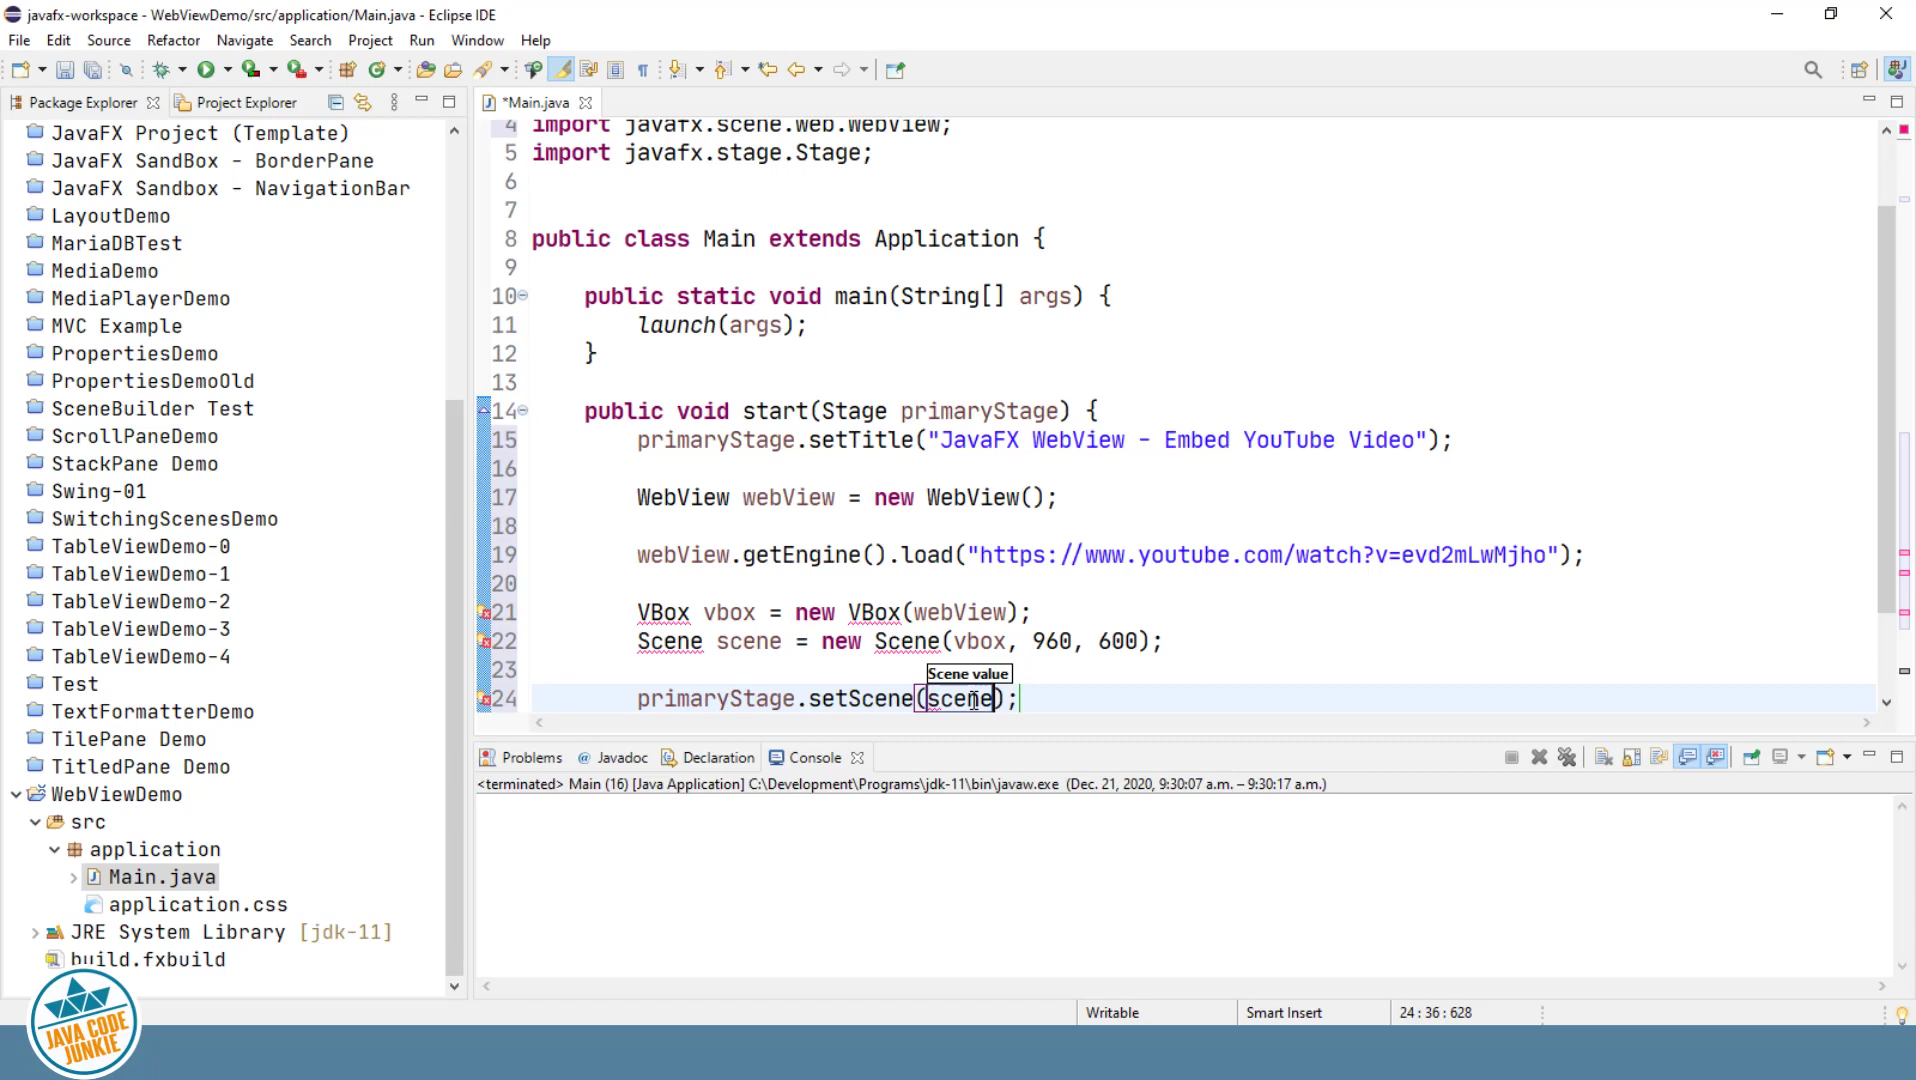 javafx-workspace - WebViewDemo/src/application/Main.java - Eclipse IDE
File Edit Source Refactor Navigate Search Project Run Window Help
Package Explorer Project Explorer
JavaFX Project (Template)
JavaFX SandBox - BorderPane
JavaFX Sandbox - NavigationBar
LayoutDemo
MariaDBTest
MediaDemo
MediaPlayerDemo
MVC Example
PropertiesDemo
PropertiesDemoOld
SceneBuilder Test
ScrollPaneDemo
StackPane Demo
Swing-01
SwitchingScenesDemo
TableViewDemo-0
TableViewDemo-1
TableViewDemo-2
TableViewDemo-3
TableViewDemo-4
Test
TextFormatterDemo
TilePane Demo
TitledPane Demo
WebViewDemo
src
application
Main.java
application.css
JRE System Library [jdk-11]
build.fxbuild
JAVA CODE
JUNKIE
*Main.java
4 import javafx.scene.web.WebView;
5 import javafx.stage.Stage;
6
7
8 public class Main extends Application {
9
10 public static void main(String[] args) {
11 launch(args);
12 }
13
14 public void start(Stage primaryStage) {
15 primaryStage.setTitle("JavaFX WebView - Embed YouTube Video");
16
17 WebView webView = new WebView();
18
19 webView.getEngine().load("https://www.youtube.com/watch?v=evd2mLwMjho");
20
21 VBox vbox = new VBox(webView);
22 Scene scene = new Scene(vbox, 960, 600);
23
Scene value
24 primaryStage.setScene(scene);
Problems @ Javadoc Declaration Console
<terminated> Main (16) [Java Application] C:\Development\Programs\jdk-11\bin\javaw.exe (Dec. 21, 2020, 9:30:07 a.m. – 9:30:17 a.m.)
Writable Smart Insert 24 : 36 : 628